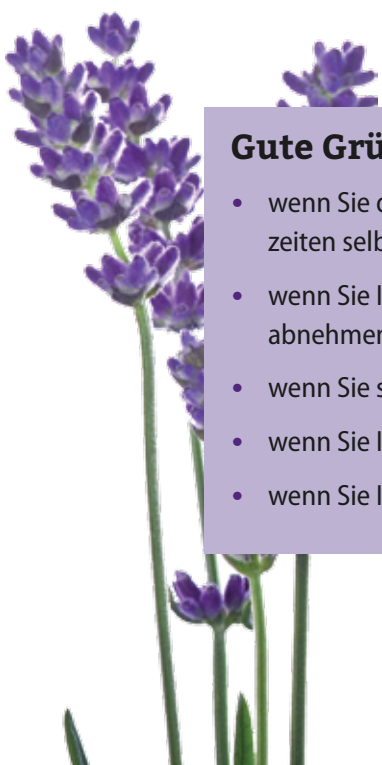 Gute Grü
• wenn Sie
zeiten selb
• wenn Sie
abnehmen
• wenn Sie s
• wenn Sie
• wenn Sie